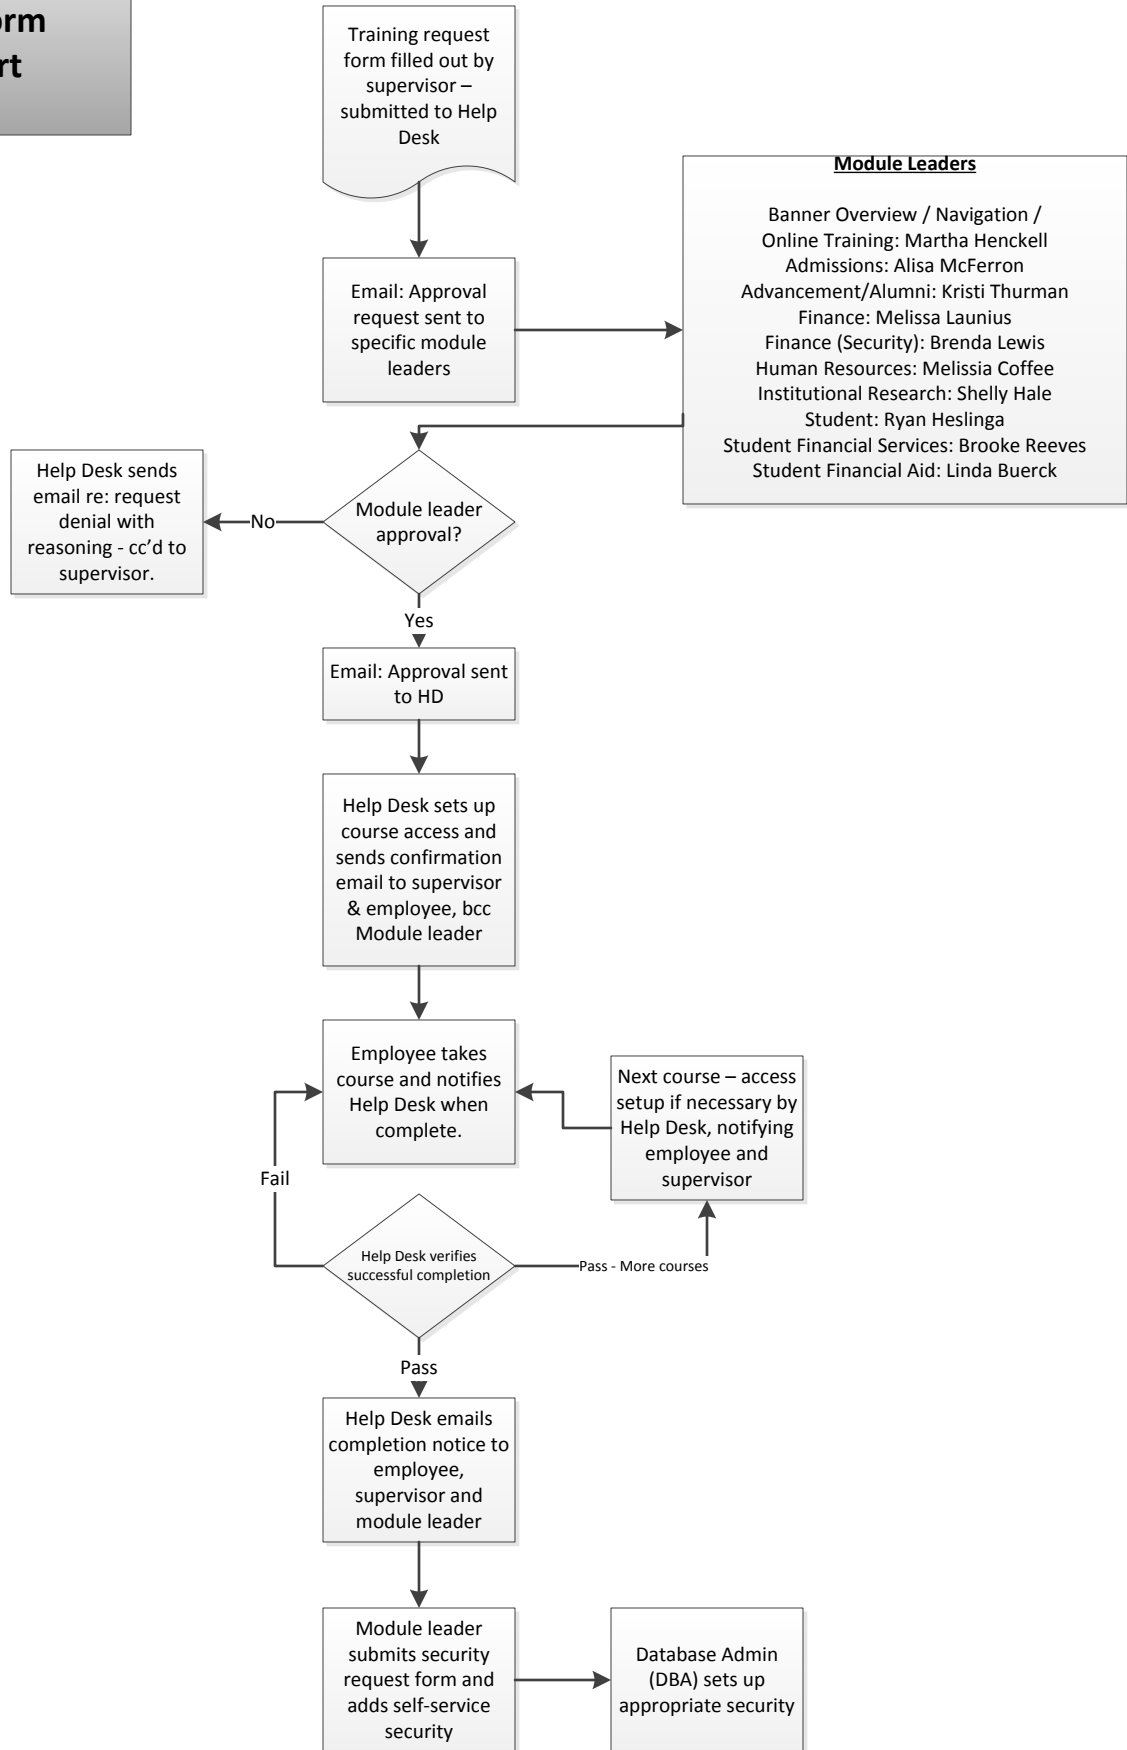 orm
rt
Training request
form filled out by
supervisor –
submitted to Help
Desk
Module Leaders
Banner Overview / Navigation /
Online Training: Martha Henckell
Admissions: Alisa McFerron
Advancement/Alumni: Kristi Thurman
Finance: Melissa Launius
Finance (Security): Brenda Lewis
Human Resources: Melissia Coffee
Institutional Research: Shelly Hale
Student: Ryan Heslinga
Student Financial Services: Brooke Reeves
Student Financial Aid: Linda Buerck
Email: Approval
request sent to
specific module
leaders
Module leader
approval?
No
Help Desk sends
email re: request
denial with
reasoning - cc'd to
supervisor.
Yes
Email: Approval sent
to HD
Help Desk sets up
course access and
sends confirmation
email to supervisor
& employee, bcc
Module leader
Employee takes
course and notifies
Help Desk when
complete.
Next course – access
setup if necessary by
Help Desk, notifying
employee and
supervisor
Fail
Help Desk verifies
successful completion
Pass - More courses
Pass
Help Desk emails
completion notice to
employee,
supervisor and
module leader
Module leader
submits security
request form and
adds self-service
security
Database Admin
(DBA) sets up
appropriate security